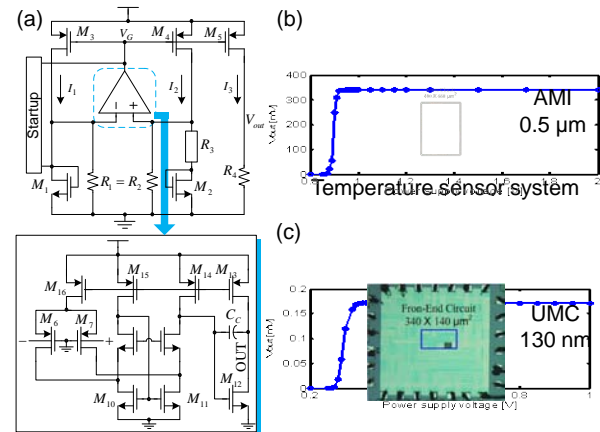 (a)
M3
VG
M4
M5
I1
I2
I3
Startup
Vout
R3
M1
R1 = R2
M2
R4
M16
M15
M14
M13
M6
M7
CC
OUT
M12
M10
M11
(b)
400
300
200
100
0
Vout [mV]
AMI
0.5 μm
2
Temperature sensor system
(c)
0.2
0.15
0.1
0.05
0
Fron-End Circuit
340 X 140 μm²
UMC
130 nm
0.2
1
Power supply voltage [V]